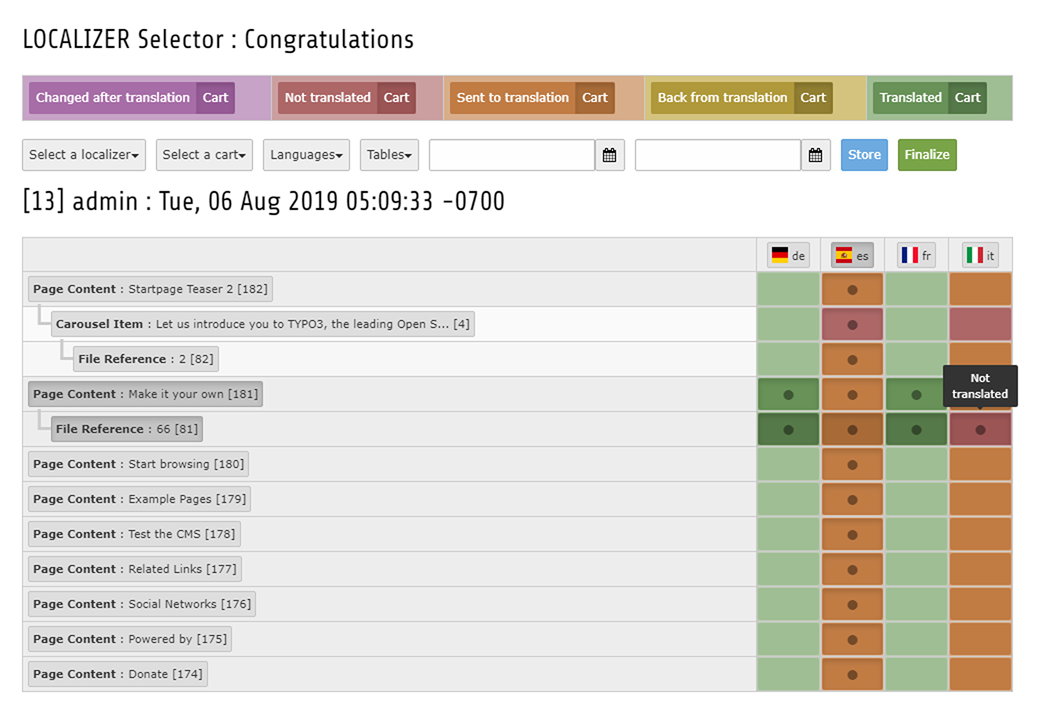 LOCALIZER Selector : Congratulations
Changed after translation Cart Not translated Cart Sent to translation Cart Back from translation Cart Translated Cart
Select a localizer Select a cart Languages Tables Store Finalize
[13] admin : Tue, 06 Aug 2019 05:09:33 -0700
de es fr it
Page Content : Startpage Teaser 2 [182]
Carousel Item : Let us introduce you to TYPO3, the leading Open S... [4]
File Reference : 2 [82]
Not
translated
Page Content : Make it your own [181]
File Reference : 66 [81]
Page Content : Start browsing [180]
Page Content : Example Pages [179]
Page Content : Test the CMS [178]
Page Content : Related Links [177]
Page Content : Social Networks [176]
Page Content : Powered by [175]
Page Content : Donate [174]